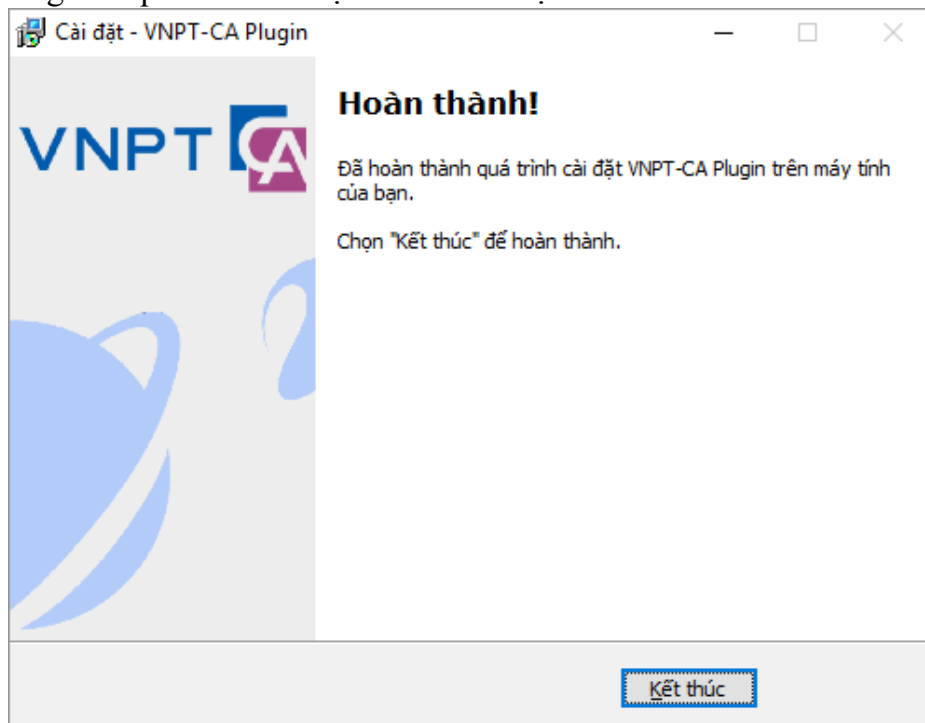 Cài đặt - VNPT-CA Plugin
VNPT CA
Hoàn thành!
Đã hoàn thành quá trình cài đặt VNPT-CA Plugin trên máy tính
của bạn.
Chọn "Kết thúc" để hoàn thành.
Kết thúc